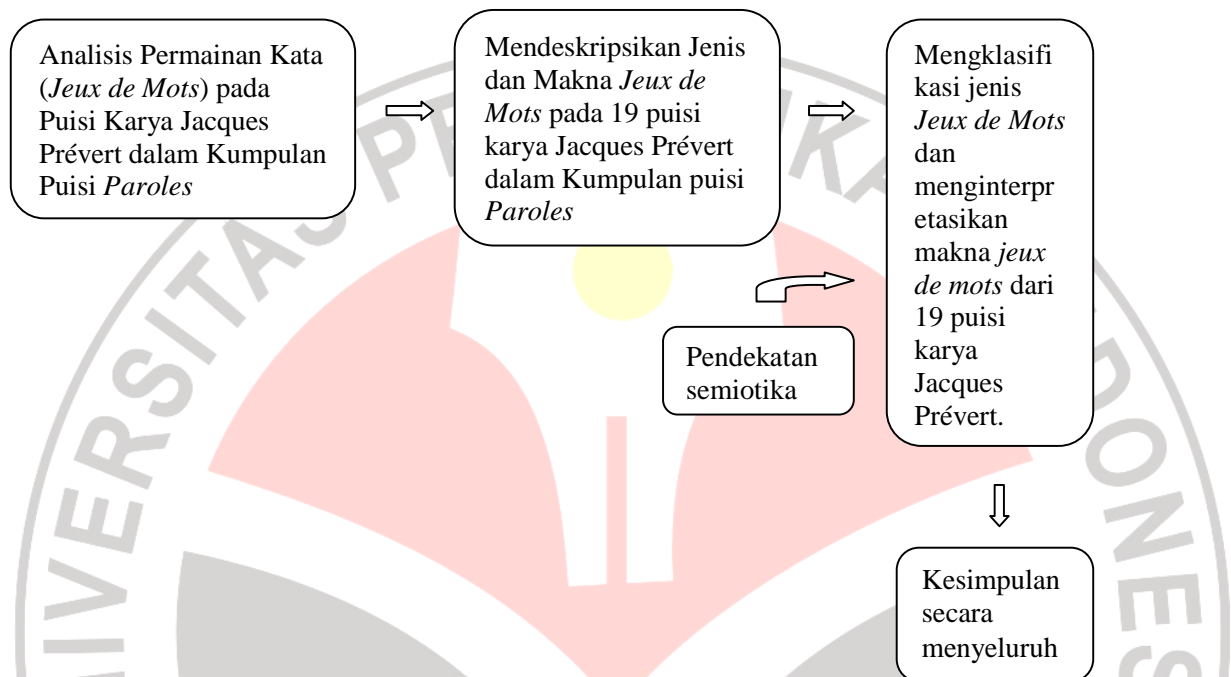 Analisis Permainan Kata
(Jeux de Mots) pada
Puisi Karya Jacques
Prévert dalam Kumpulan
Puisi Paroles
Mendeskripsikan Jenis
dan Makna Jeux de
Mots pada 19 puisi
karya Jacques Prévert
dalam Kumpulan puisi
Paroles
Mengklasifi
kasi jenis
Jeux de Mots
dan
menginterpr
etasikan
makna jeux
de mots dari
19 puisi
karya
Jacques
Prévert.
Pendekatan
semiotika
Kesimpulan
secara
menyeluruh